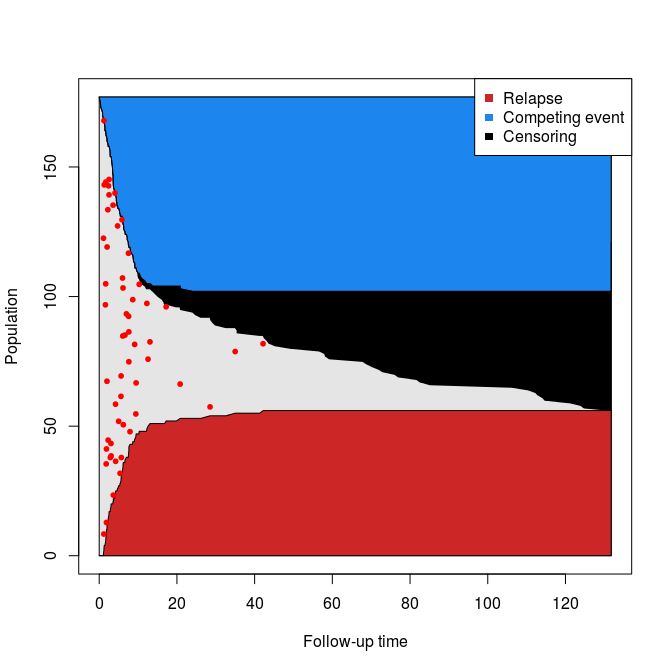 Relapse
Competing event
Censoring
150
100
50
0
Population
0 20 40 60 80 100 120
Follow-up time